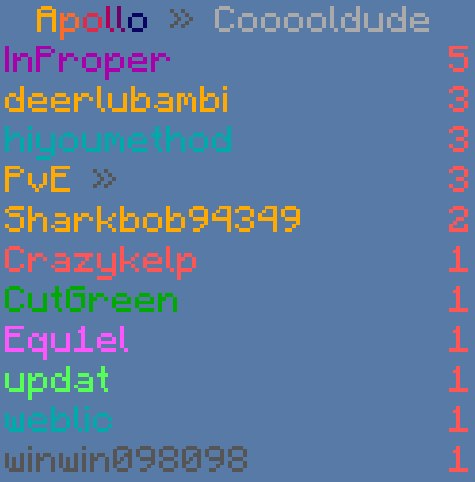 Apollo » Cooooldude
InProper 5
deerlubambi 3
hiyoumethod 3
PvE » 3
Sharkbob94349 2
Crazykelp 1
CutGreen 1
Equ1el 1
updat 1
weblio 1
winwin098098 1